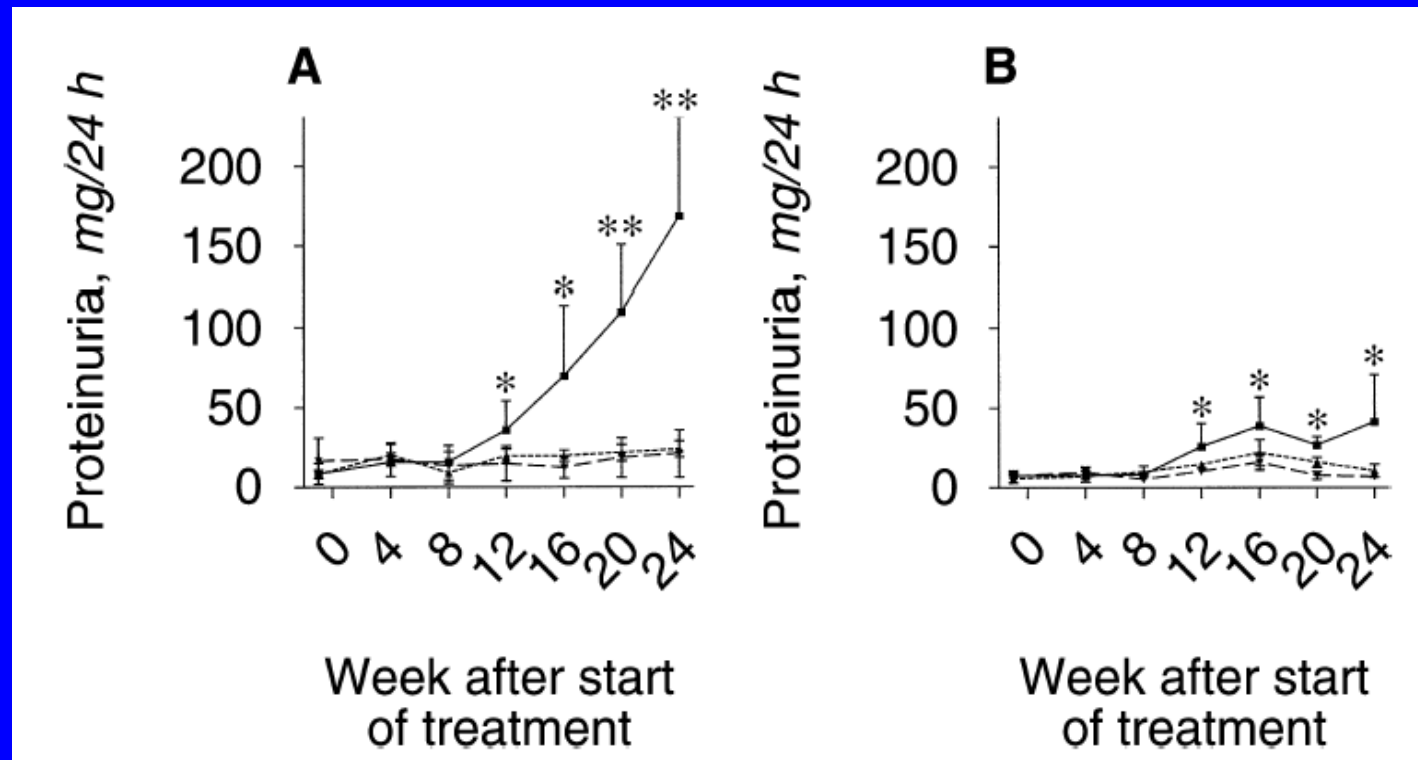 A
Proteinuria, mg/24 h
200
150
100
50
0
**
**
*
*
0 4 8 12 16 20 24
Week after start
of treatment
B
Proteinuria, mg/24 h
200
150
100
50
0
*
*
*
*
0 4 8 12 16 20 24
Week after start
of treatment